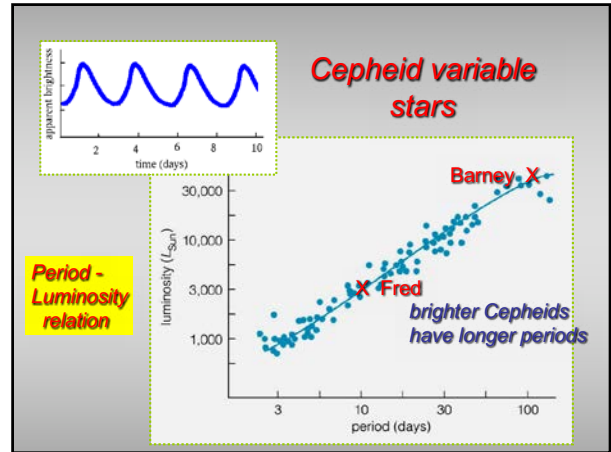 Cepheid variable
stars
apparent brightness
2 4 6 8 10
time (days)
Period -
Luminosity
relation
luminosity (LSun)
30,000
10,000
3,000
1,000
Barney X
X Fred
brighter Cepheids
have longer periods
3 10 30 100
period (days)